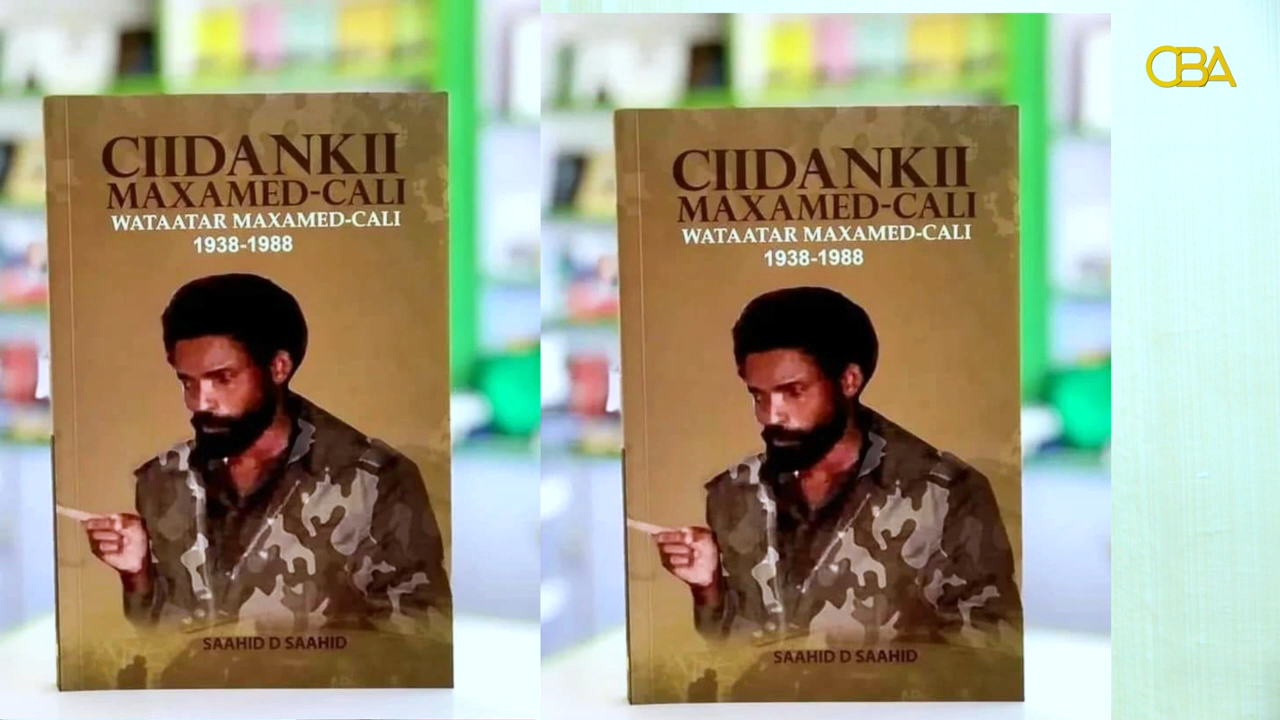 CIIDANKII
MAXAMED-CALI
WATAATAR MAXAMED-CALI
1938-1988
SAAHID D SAAHID
CIIDANKII
MAXAMED-CALI
WATAATAR MAXAMED-CALI
1938-1988
SAAHID D SAAHID
CBA